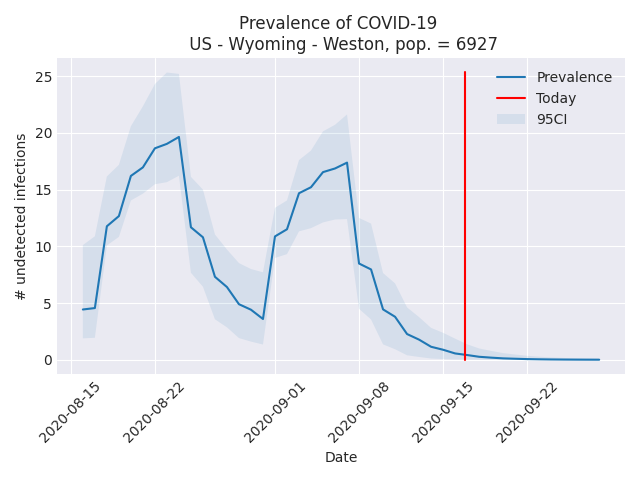 Prevalence of COVID-19
US - Wyoming - Weston, pop. = 6927
Prevalence
Today
95CI
# undetected infections
25
20
15
10
5
0
2020-08-15
2020-08-22
2020-09-01
2020-09-08
2020-09-15
2020-09-22
Date